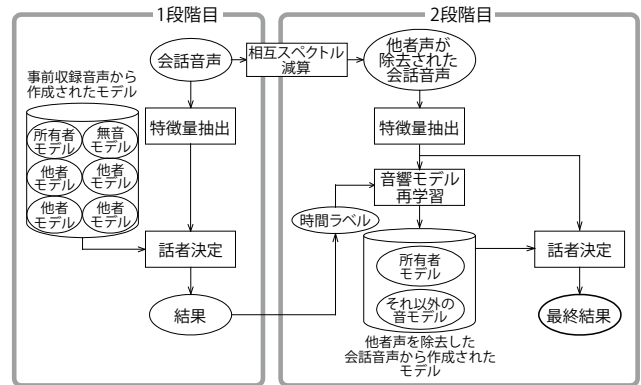 1段階目
2段階目
会話音声
相互スペクトル
減算
他者声が
除去された
会話音声
事前収録音声から
作成されたモデル
特徴量抽出
特徴量抽出
所有者
モデル
無音
モデル
他者
モデル
他者
モデル
他者
モデル
他者
モデル
音響モデル
再学習
時間ラベル
話者決定
所有者
モデル
話者決定
それ以外の
音モデル
結果
最終結果
他者声を除去した
会話音声から作成された
モデル